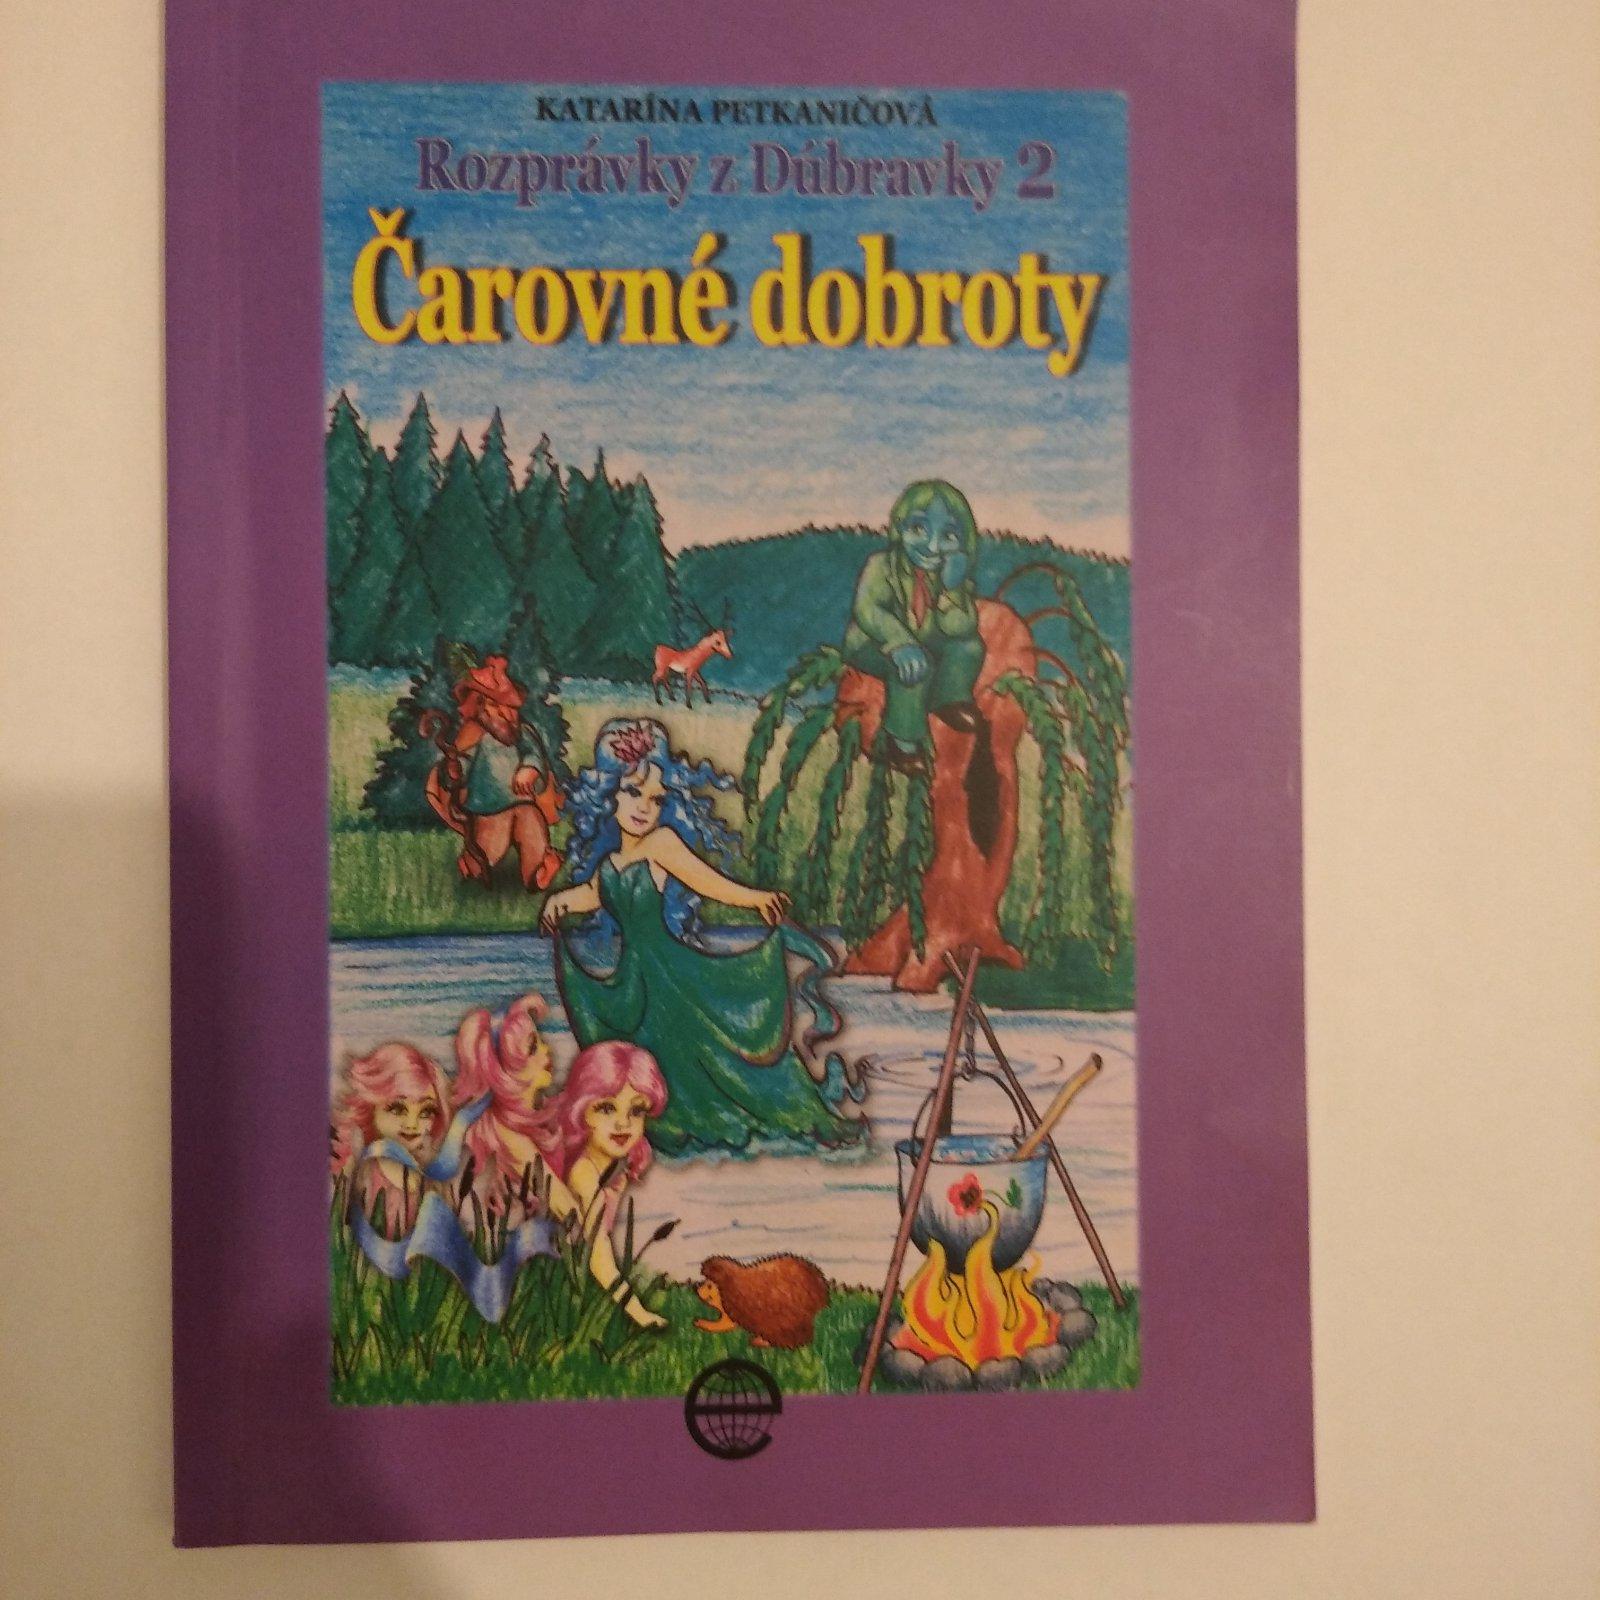 KATARÍNA PETKANIČOVÁ
Rozprávky z Dúbravky 2
Čarovné dobroty
e